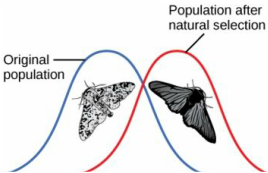 Population after
natural selection
Original
population